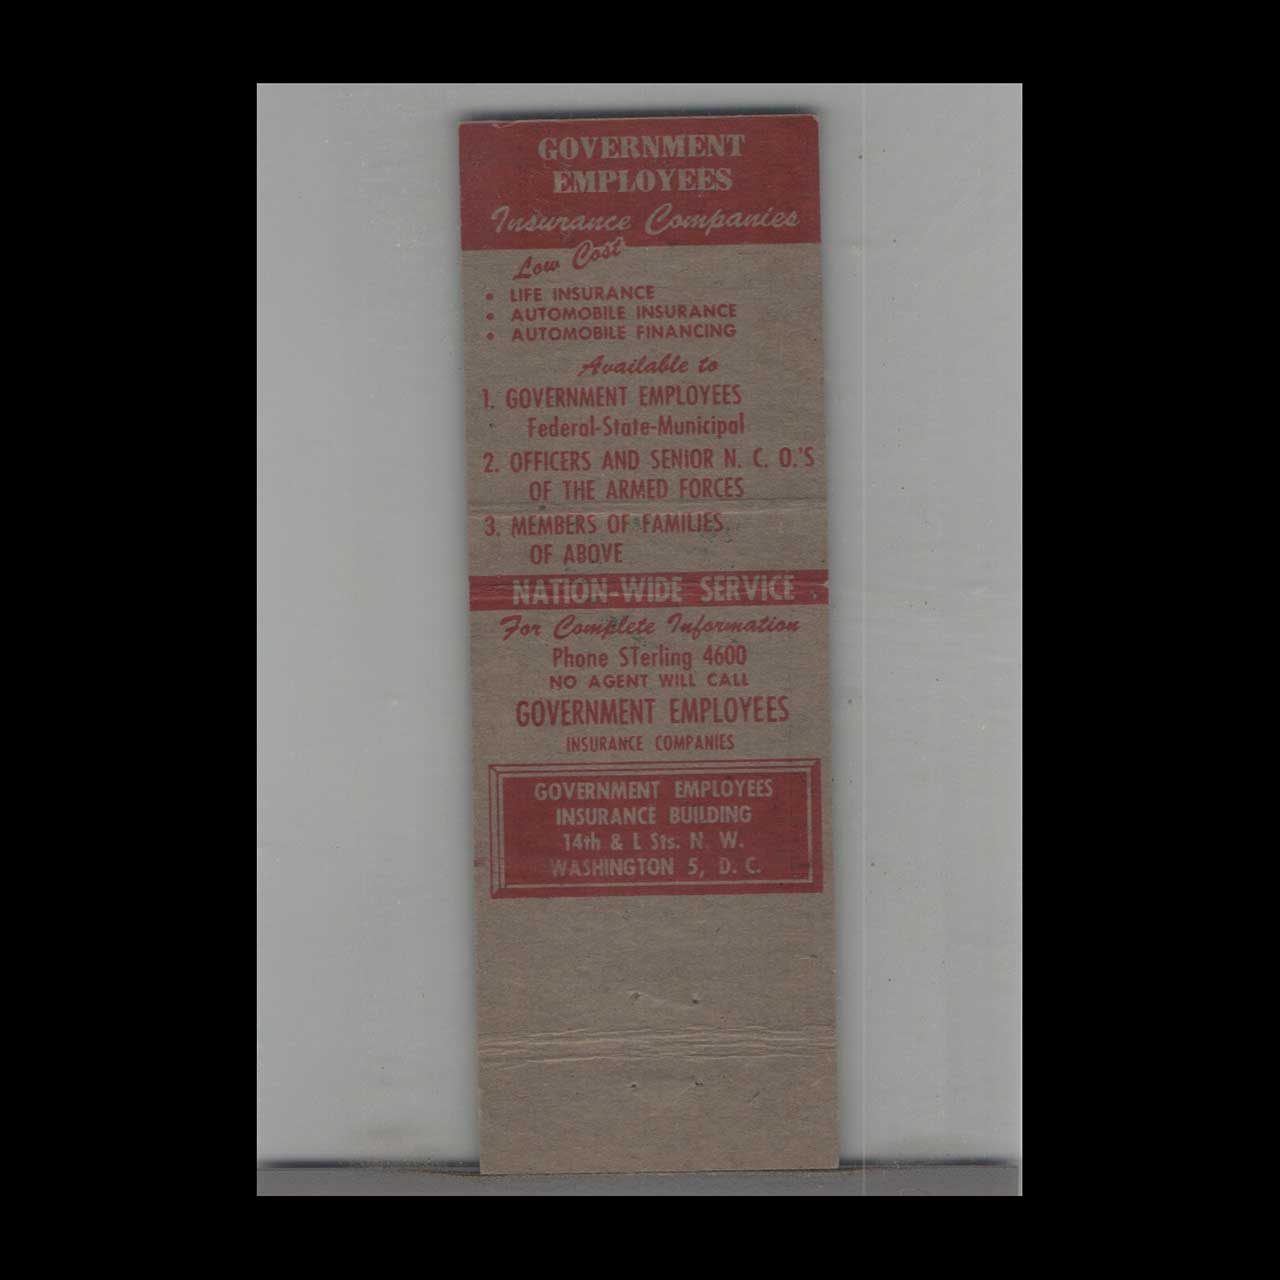 GOVERNMENT
EMPLOYEES
Insurance Companies
Low Cost
• LIFE INSURANCE
• AUTOMOBILE INSURANCE
• AUTOMOBILE FINANCING
Available to
1. GOVERNMENT EMPLOYEES
Federal-State-Municipal
2. OFFICERS AND SENIOR N. C. O.'S
OF THE ARMED FORCES
3. MEMBERS OF FAMILIES
OF ABOVE
NATION-WIDE SERVICE
For Complete Information
Phone STerling 4600
NO AGENT WILL CALL
GOVERNMENT EMPLOYEES
INSURANCE COMPANIES
GOVERNMENT EMPLOYEES
INSURANCE BUILDING
14th & L Sts. N. W.
WASHINGTON 5, D. C.